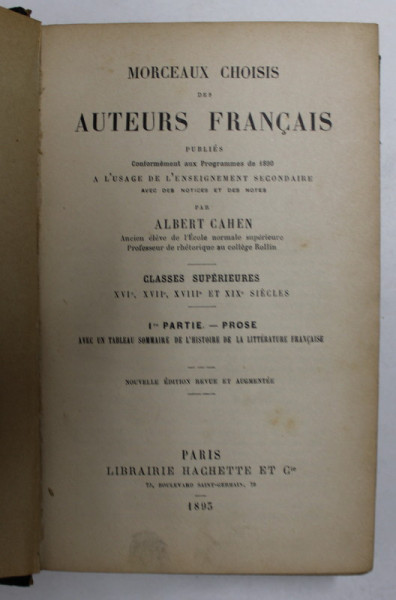 MORCEAUX CHOISIS
DES
AUTEURS FRANÇAIS
PUBLIÉS
Conformément aux Programmes de 1890
A L'USAGE DE L'ENSEIGNEMENT SECONDAIRE
AVEC DES NOTICES ET DES NOTES
PAR
ALBERT CAHEN
Ancien élève de l'École normale supérieure
Professeur de rhétorique au collège Rollin
CLASSES SUPÉRIEURES
XVIe, XVIIe, XVIIIe ET XIXe SIÈCLES
Ire PARTIE. — PROSE
AVEC UN TABLEAU SOMMAIRE DE L'HISTOIRE DE LA LITTÉRATURE FRANÇAISE
NOUVELLE ÉDITION REVUE ET AUGMENTÉE
PARIS
LIBRAIRIE HACHETTE ET Cie
79, BOULEVARD SAINT-GERMAIN, 79
1893